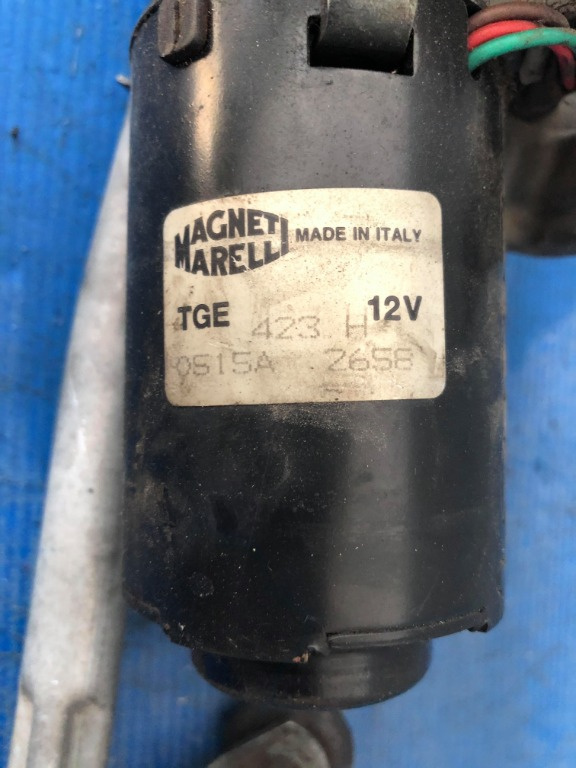 MAGNETI
MARELLI
MADE IN ITALY
TGE 423 H 12V
0515A 2658